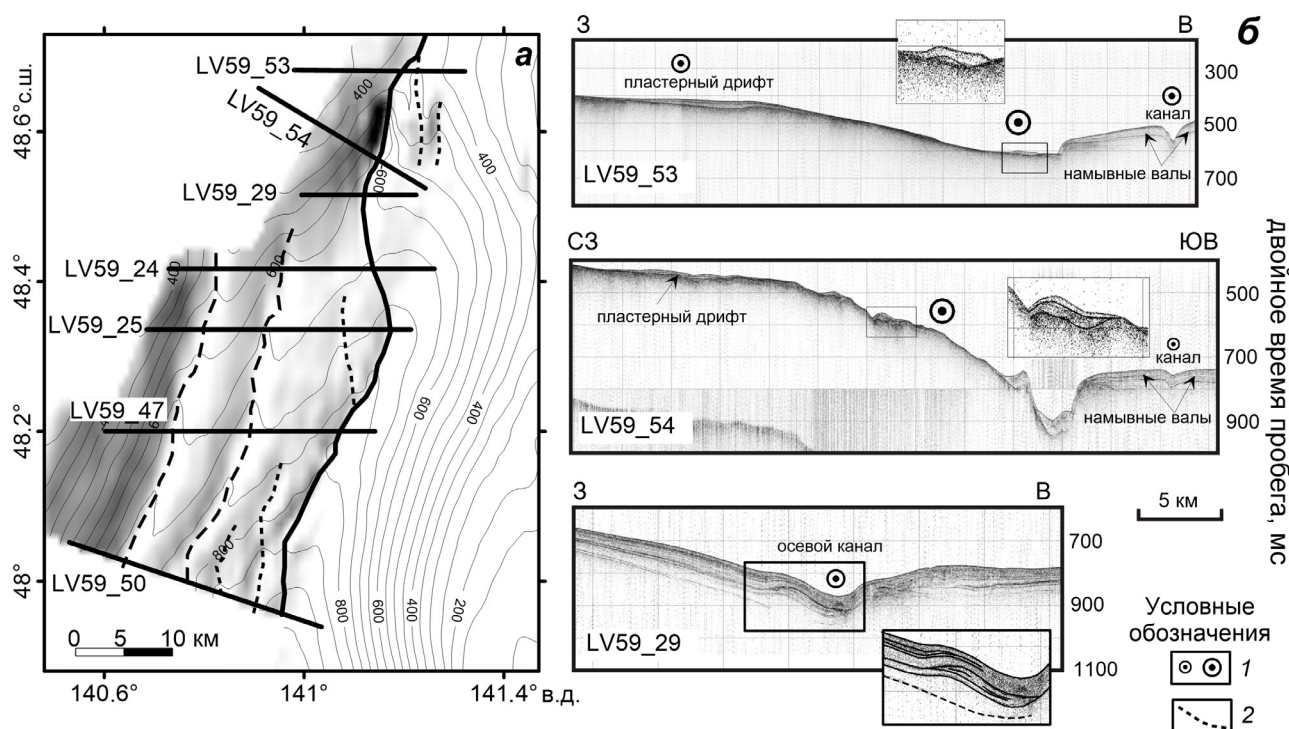 а
LV59_53
LV59_54
LV59_29
LV59_24
LV59_25
LV59_47
LV59_50
400
400
600
400
600
600
400
800
800
600
400
200
48.6° с.ш.
48.4°
48.2°
48°
0 5 10 км
140.6°
141°
141.4° в.д.
б
З
В
пластерный дрифт
канал
намывные валы
LV59_53
300
500
700
СЗ
ЮВ
пластерный дрифт
канал
намывные валы
LV59_54
500
700
900
З
В
осевой канал
LV59_29
700
900
1100
двойное время пробега, мс
5 км
Условные
обозначения
1
2